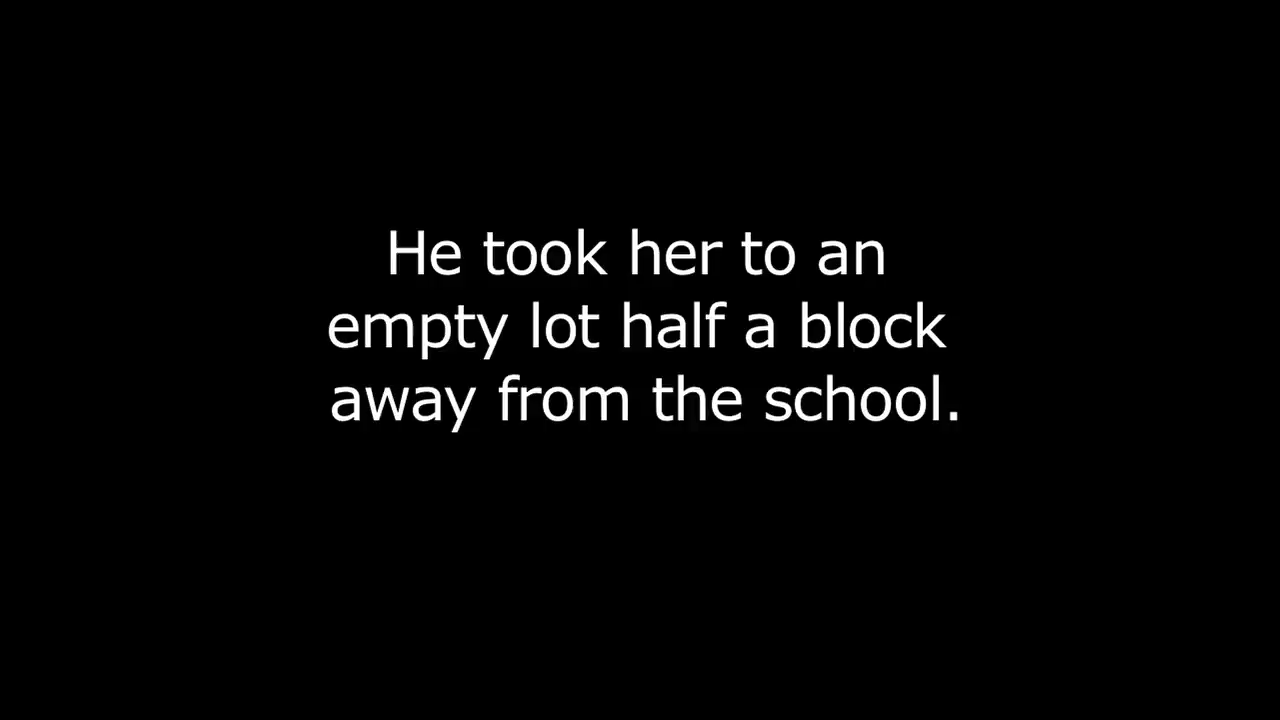 He took her to an
empty lot half a block
away from the school.